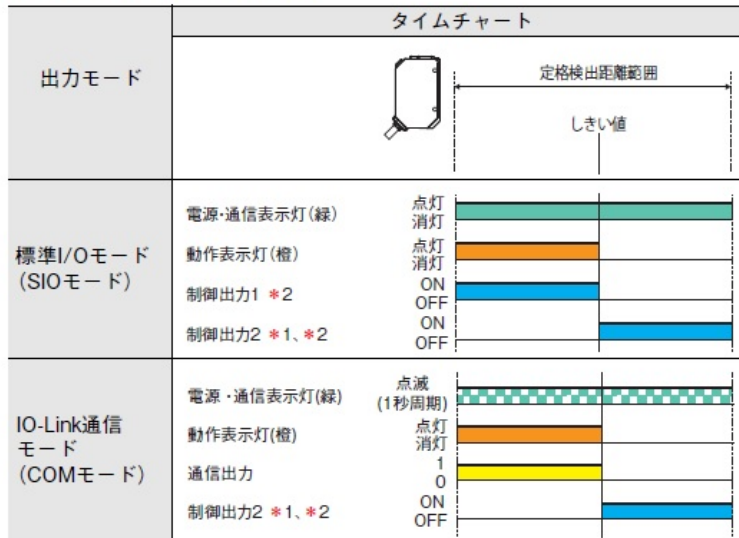 タイムチャート
出力モード
定格検出距離範囲
しきい値
標準I/Oモード
（SIOモード）
電源・通信表示灯（緑）
点灯
消灯
動作表示灯（橙）
点灯
消灯
制御出力1 *2
ON
OFF
制御出力2 *1、*2
ON
OFF
IO-Link通信
モード
（COMモード）
電源・通信表示灯(緑)
点滅
(1秒周期)
動作表示灯(橙)
点灯
消灯
通信出力
1
0
制御出力2 *1、*2
ON
OFF